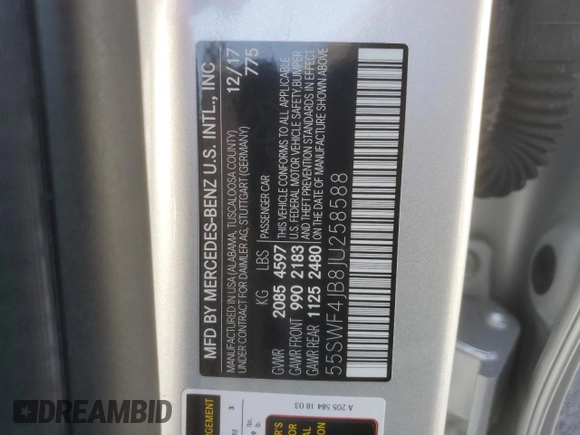 MFD BY MERCEDES-BENZ U.S. INTL., INC
MANUFACTURED IN USA (ALABAMA, TUSCALOOSA COUNTY)
MANUFACTURED FOR DAIMLER AG, STUTTGART (GERMANY)
12/17
775
KG LBS PASSENGER CAR
GVWR 2085 4597 THIS VEHICLE CONFORMS TO ALL APPLICABLE
GAWR FRONT 990 2183 U.S. FEDERAL MOTOR VEHICLE SAFETY, BUMPER
AND THEFT PREVENTION STANDARDS IN EFFECT
GAWR REAR 1125 2480 ON THE DATE OF MANUFACTURE SHOWN ABOVE
55SWF4JB8JU258588
A 205 584 18 03
3
DREAMBID